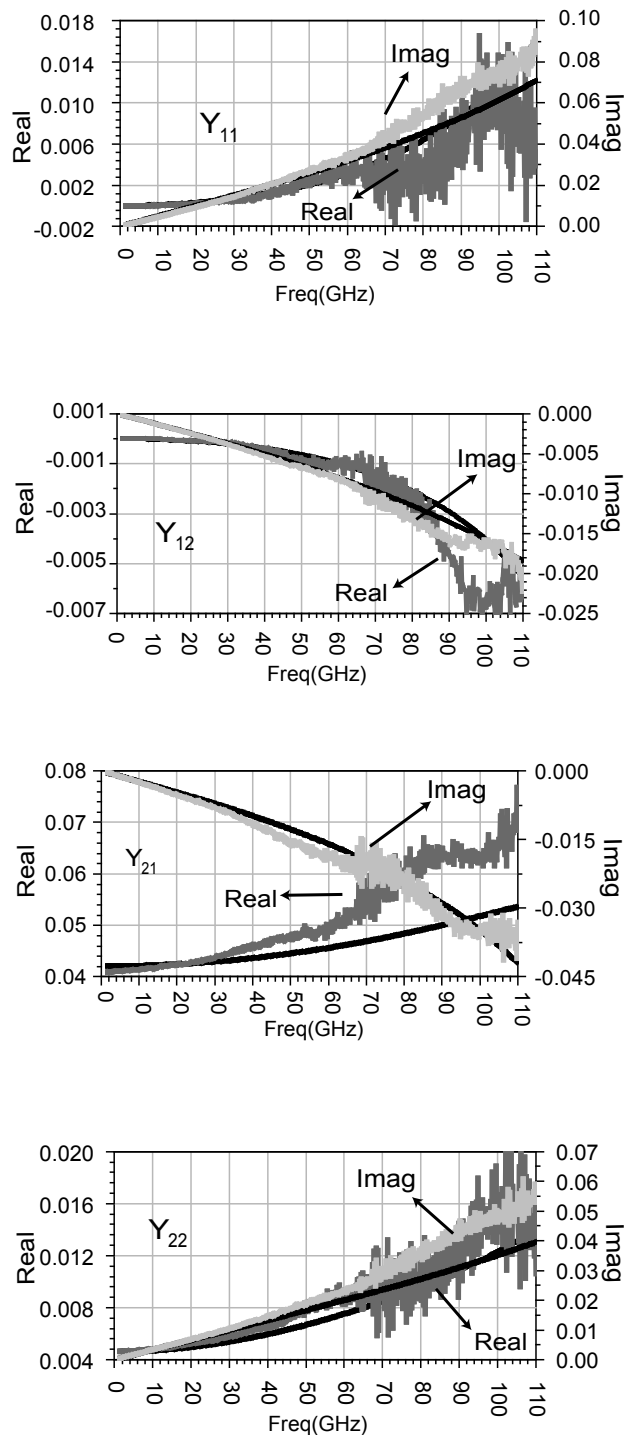 0.018 0.10
0.014 0.08
0.010 0.06
0.006 0.04
0.002 0.02
-0.002 0.00
Real
Imag
Y11
Imag
Real
0 10 20 30 40 50 60 70 80 90 100 110
Freq(GHz)
0.001 0.000
-0.001 -0.005
-0.003 -0.010
-0.015
-0.005 -0.020
-0.007 -0.025
Real
Imag
Y12
Imag
Real
0 10 20 30 40 50 60 70 80 90 100 110
Freq(GHz)
0.08 0.000
0.07 -0.015
0.06
0.05 -0.030
0.04 -0.045
Real
Imag
Y21
Imag
Real
0 10 20 30 40 50 60 70 80 90 100 110
Freq(GHz)
0.020 0.07
0.06
0.016 0.05
0.012 0.04
0.03
0.008 0.02
0.01
0.004 0.00
Real
Imag
Y22
Imag
Real
0 10 20 30 40 50 60 70 80 90 100 110
Freq(GHz)